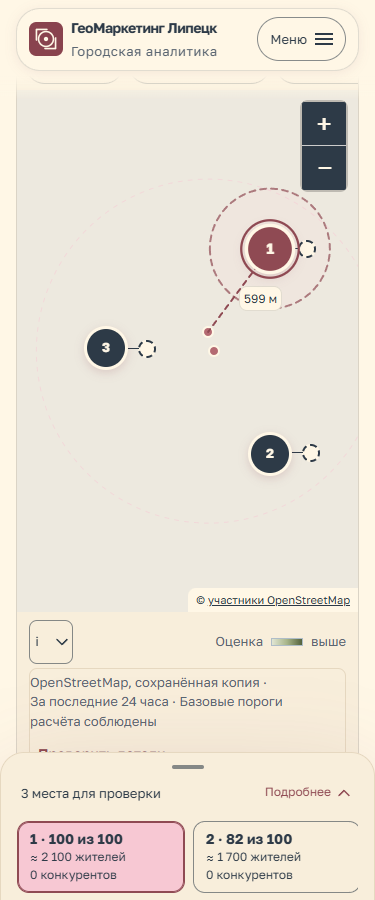 ГеоМаркетинг Липецк
Городская аналитика
Меню
+
−
1
599 м
3
2
© участники OpenStreetMap
i
Оценка
выше
OpenStreetMap, сохранённая копия ·
За последние 24 часа · Базовые пороги
расчёта соблюдены
3 места для проверки
Подробнее
1 · 100 из 100
≈ 2 100 жителей
0 конкурентов
2 · 82 из 100
≈ 1 700 жителей
0 конкурентов